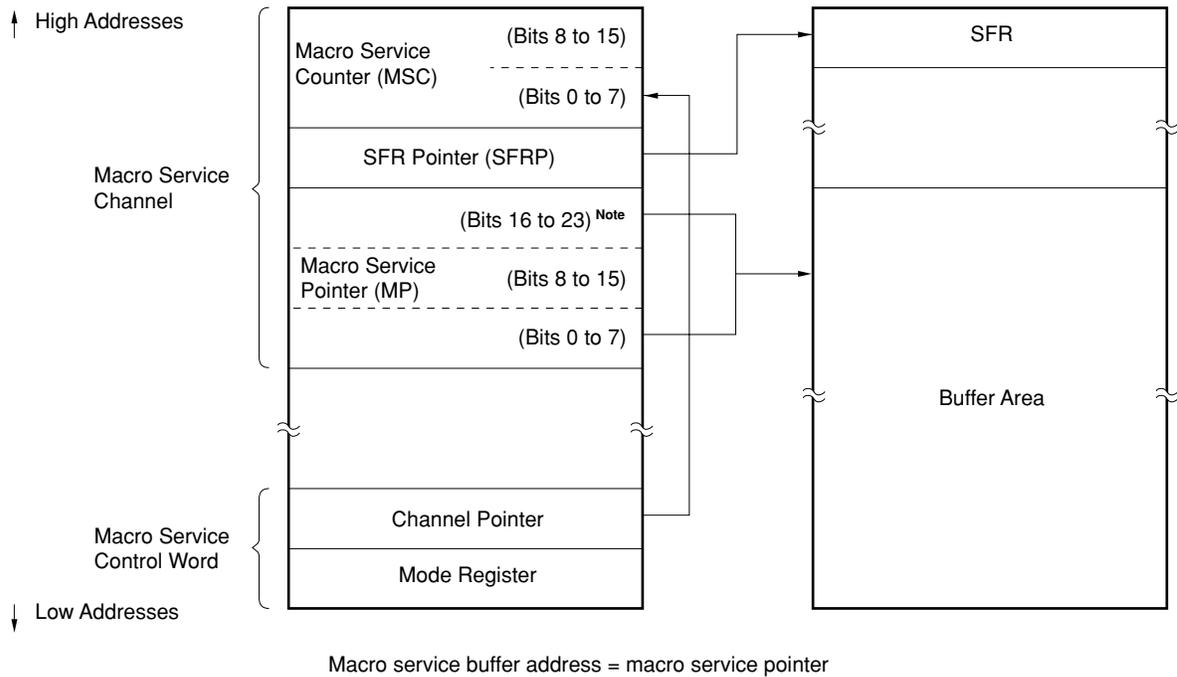 High Addresses
Macro Service
Counter (MSC)
(Bits 8 to 15)
(Bits 0 to 7)
SFR Pointer (SFRP)
Macro Service
Channel
(Bits 16 to 23) Note
Macro Service
Pointer (MP)
(Bits 8 to 15)
(Bits 0 to 7)
Macro Service
Control Word
Channel Pointer
Mode Register
Low Addresses
SFR
Buffer Area
Macro service buffer address = macro service pointer